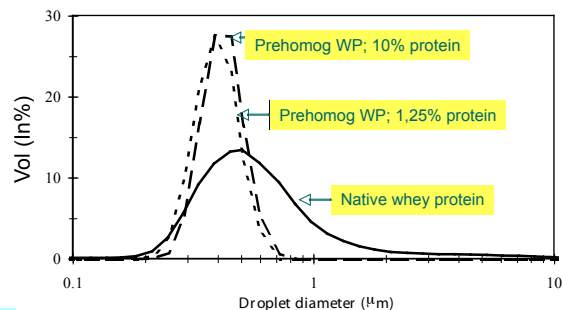 30
Prehomog WP; 10% protein
20
Prehomog WP; 1,25% protein
Vol (In%)
10
Native whey protein
0
0.1 1 10
Droplet diameter (μm)